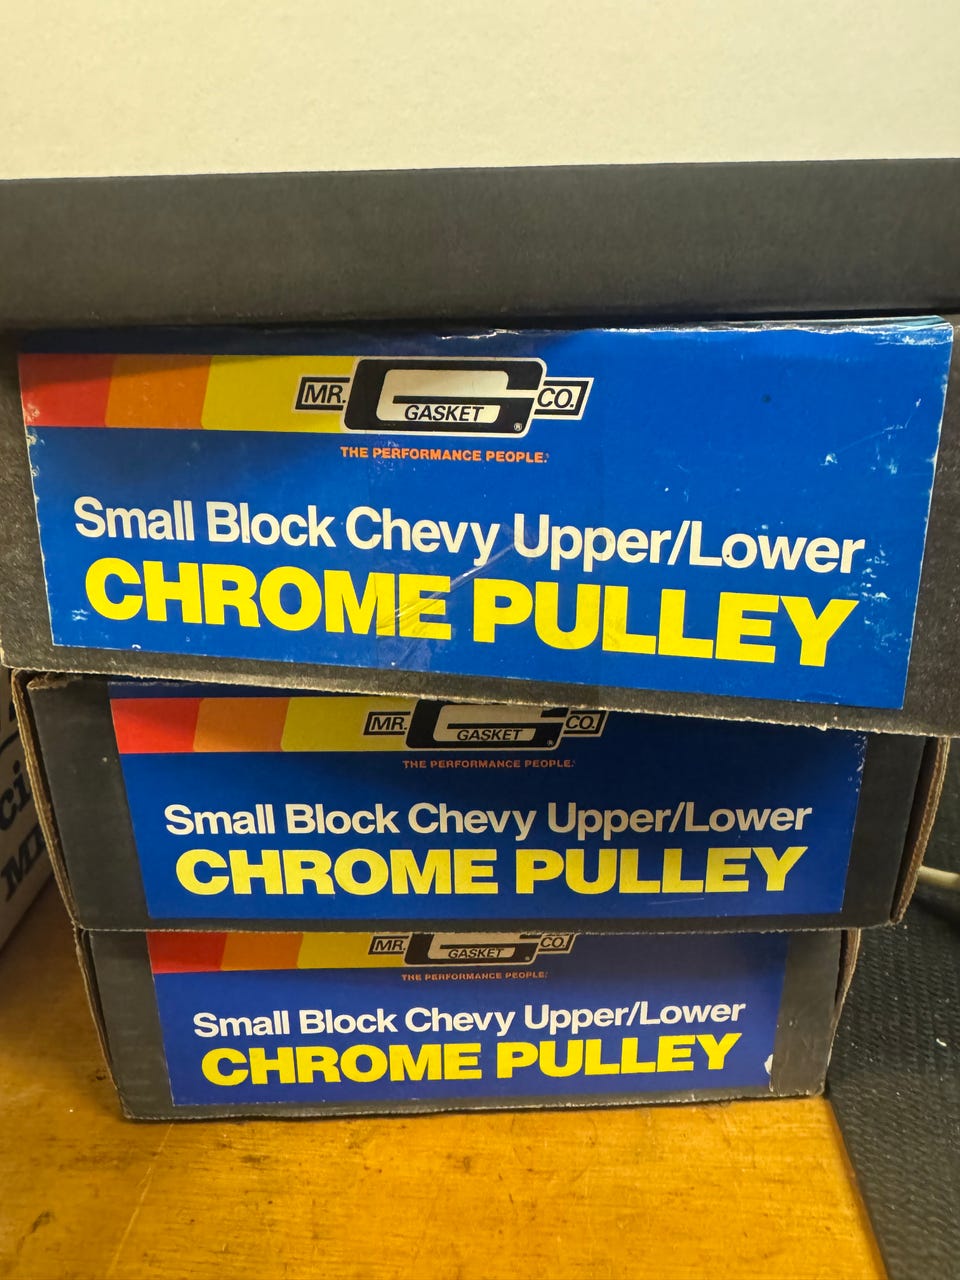 MR. GASKET CO.
®
THE PERFORMANCE PEOPLE.
Small Block Chevy Upper/Lower
CHROME PULLEY
MR. GASKET CO.
®
THE PERFORMANCE PEOPLE.
Small Block Chevy Upper/Lower
CHROME PULLEY
MR. GASKET CO.
THE PERFORMANCE PEOPLE.
Small Block Chevy Upper/Lower
CHROME PULLEY